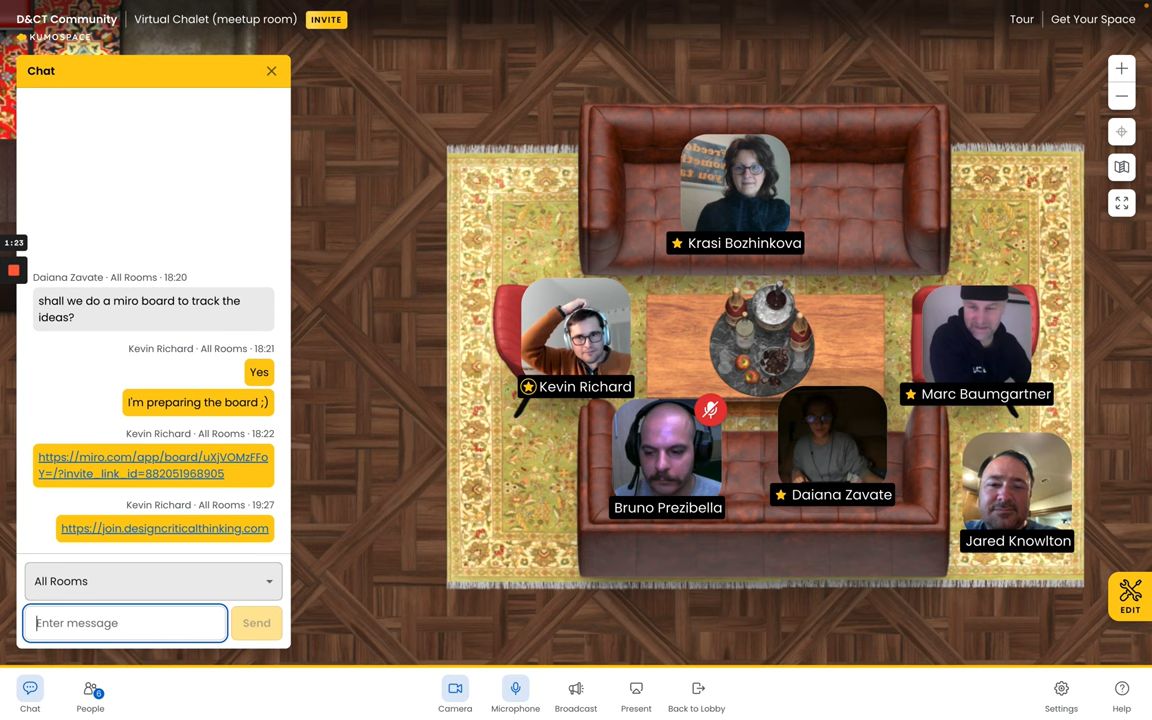 D&CT Community
Virtual Chalet (meetup room)
INVITE
Tour
Get Your Space
KUMOSPACE
Chat
1:23
Daiana Zavate · All Rooms · 18:20
shall we do a miro board to track the
ideas?
Kevin Richard · All Rooms · 18:21
Yes
I'm preparing the board ;)
Kevin Richard · All Rooms · 18:22
https://miro.com/app/board/uXjVOMzFFo
Y=/?invite_link_id=882051968905
Kevin Richard · All Rooms · 19:27
https://join.designcriticalthinking.com
All Rooms
Enter message
Send
Krasi Bozhinkova
Kevin Richard
Marc Baumgartner
Bruno Prezibella
Daiana Zavate
Jared Knowlton
EDIT
Chat
6
People
Camera
Microphone
Broadcast
Present
Back to Lobby
Settings
Help